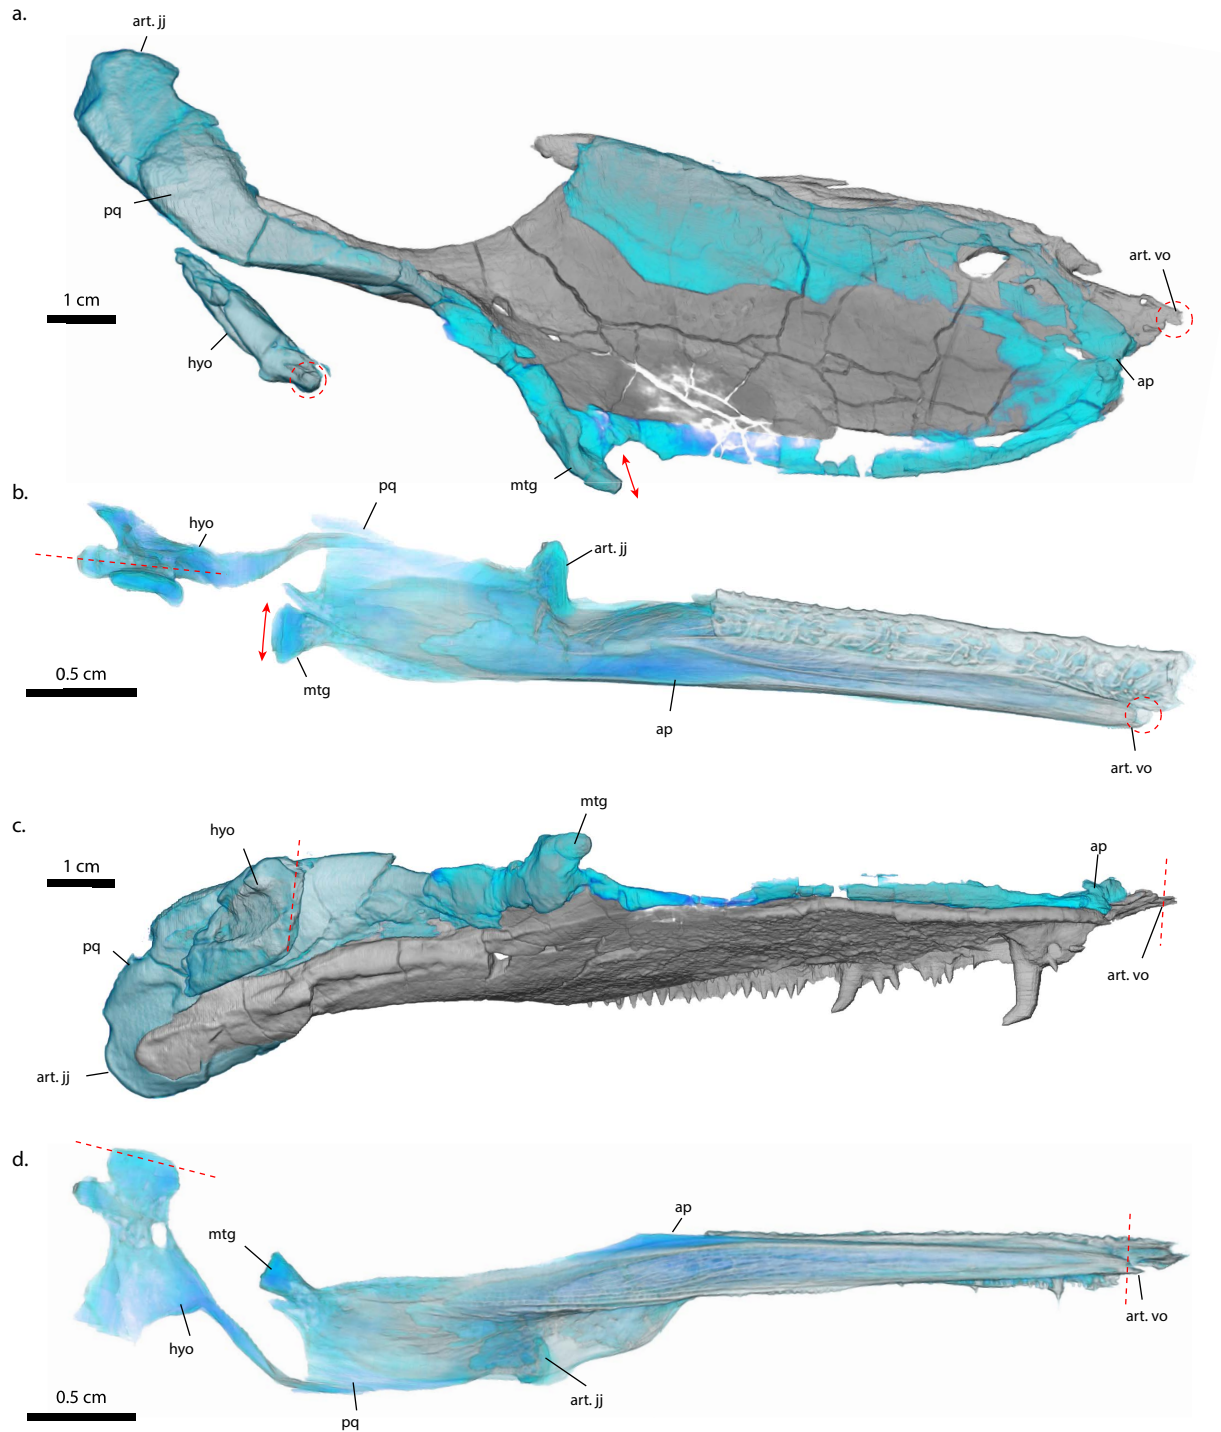 a.
art. jj
pq
art. vo
1 cm
hyo
ap
mtg
b.
pq
hyo
art. jj
0.5 cm
mtg
ap
art. vo
c.
mtg
hyo
1 cm
ap
pq
art. vo
art. jj
d.
ap
mtg
art. vo
hyo
0.5 cm
art. jj
pq